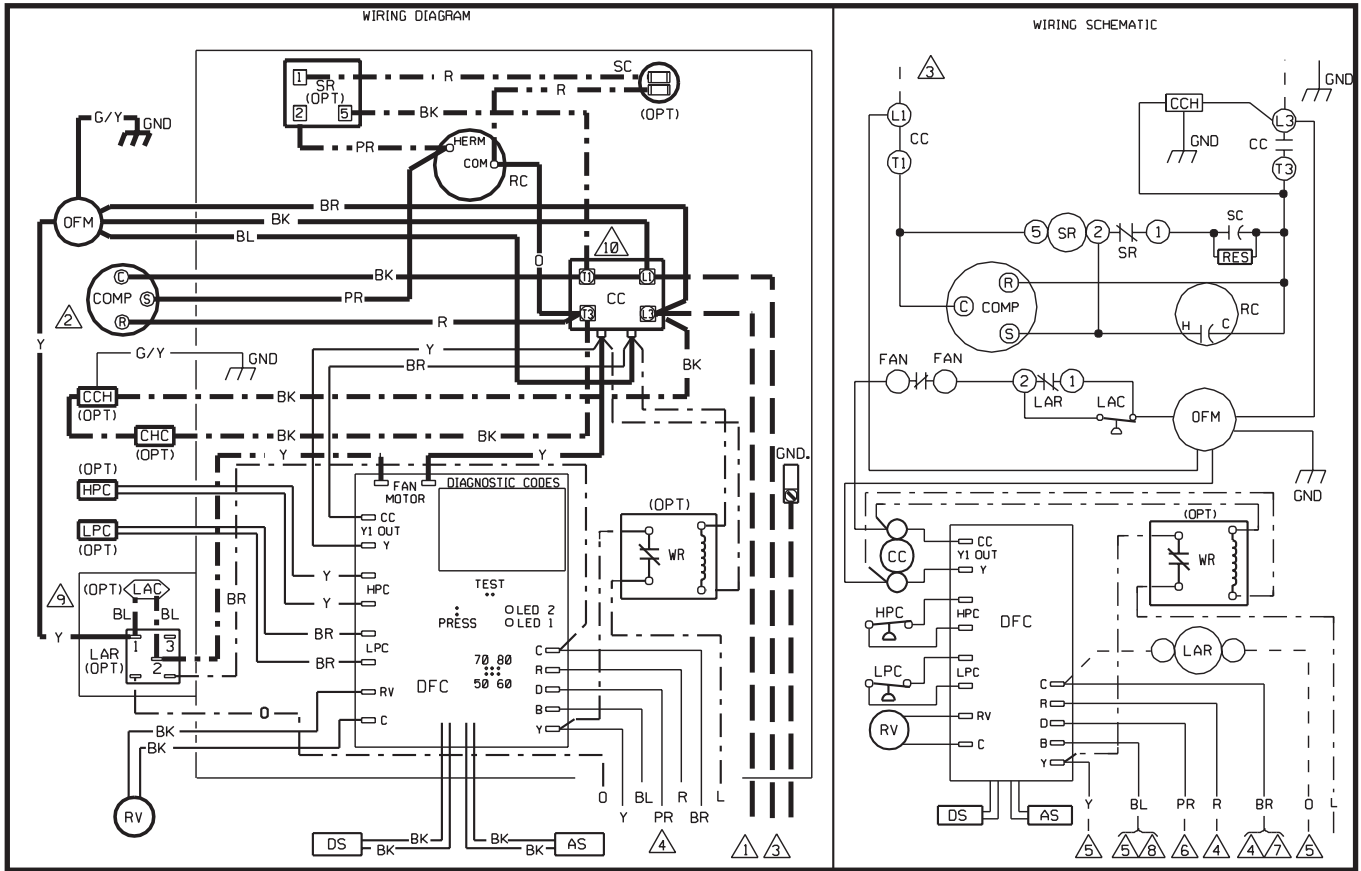 WIRING DIAGRAM
1
SR
(OPT)
2
5
R
SC
R
(OPT)
BK
PR
G/Y
GND
HERM
COM
RC
OFM
BR
BK
BL
10
O
T1
L1
CC
T3
L3
C
COMP
S
R
BK
PR
R
2
Y
G/Y
GND
Y
BR
BK
CCH
(OPT)
BK
CHC
(OPT)
BK
BK
Y
Y
GND.
(OPT)
HPC
LPC
(OPT)
FAN
MOTOR
DIAGNOSTIC CODES
CC
Y1 OUT
Y
Y
HPC
Y
BR
LPC
BR
RV
C
TEST
PRESS
LED 2
LED 1
70 80
50 60
DFC
C
R
D
B
Y
(OPT)
WR
9
(OPT)
LAC
BL
BL
BR
Y
LAR
(OPT)
1
3
2
O
BK
BK
RV
DS
BK
BK
BK
BK
AS
O
Y
BL
PR
R
BR
L
4
1
3
WIRING SCHEMATIC
3
GND
L1
CC
T1
CCH
GND
L3
CC
T3
5
SR
2
SR
1
SC
RES
R
C
COMP
S
RC
H
C
FAN
FAN
2
1
LAR
LAC
OFM
GND
CC
CC
Y1 OUT
Y
HPC
HPC
DFC
LPC
LPC
RV
RV
C
C
R
D
B
Y
(OPT)
WR
LAR
DS
AS
Y
BL
PR
R
BR
O
L
5
5
8
6
4
4
7
5